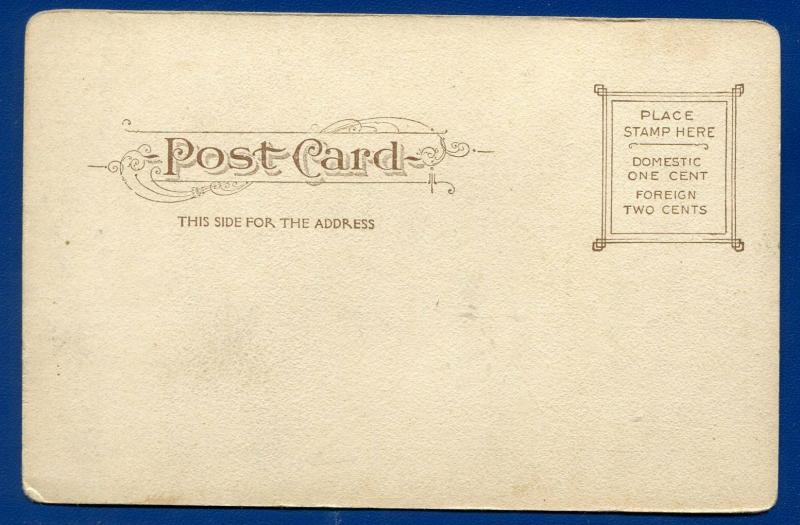 Post Card
THIS SIDE FOR THE ADDRESS
PLACE
STAMP HERE
DOMESTIC
ONE CENT
FOREIGN
TWO CENTS